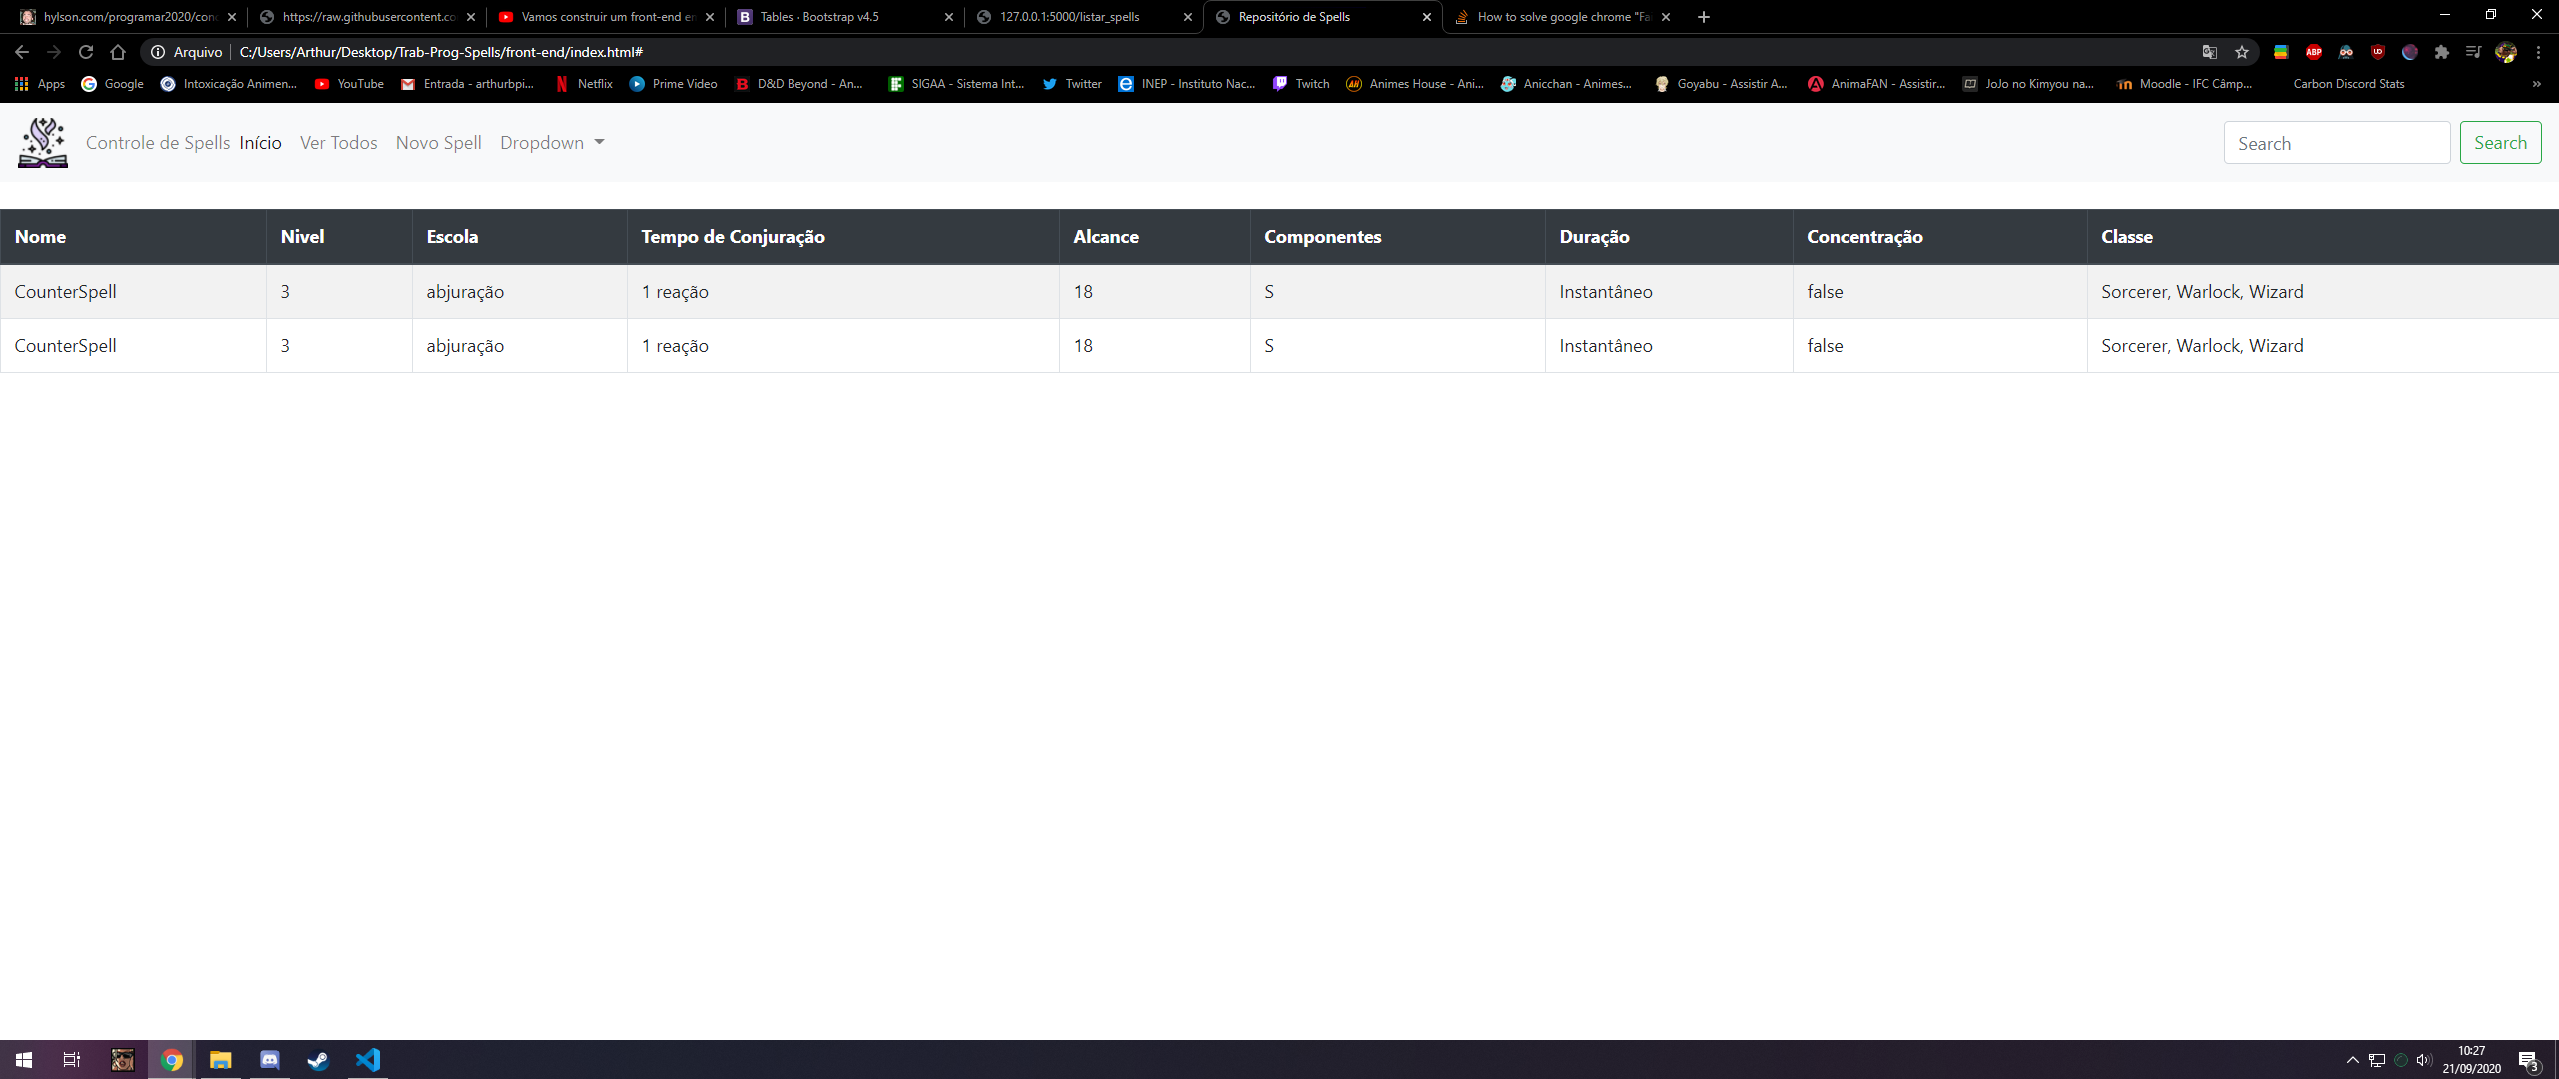 hylson.com/programar2020/con
https://raw.githubusercontent.co
Vamos construir um front-end en
Tables · Bootstrap v4.5
127.0.0.1:5000/listar_spells
Repositório de Spells
How to solve google chrome "Fa
Arquivo
C:/Users/Arthur/Desktop/Trab-Prog-Spells/front-end/index.html#
ABP
Apps
Google
Intoxicação Animen...
YouTube
Entrada - arthurbpi...
Netflix
Prime Video
D&D Beyond - An...
SIGAA - Sistema Int...
Twitter
INEP - Instituto Nac...
Twitch
Animes House - Ani...
Anicchan - Animes...
Goyabu - Assistir A...
AnimaFAN - Assistir...
JoJo no Kimyou na...
Moodle - IFC Câmp...
Carbon Discord Stats
»
Controle de Spells Início Ver Todos Novo Spell Dropdown
Search
Search
Nome Nivel Escola Tempo de Conjuração Alcance Componentes Duração Concentração Classe
CounterSpell 3 abjuração 1 reação 18 S Instantâneo false Sorcerer, Warlock, Wizard
CounterSpell 3 abjuração 1 reação 18 S Instantâneo false Sorcerer, Warlock, Wizard
10:27
21/09/2020
3